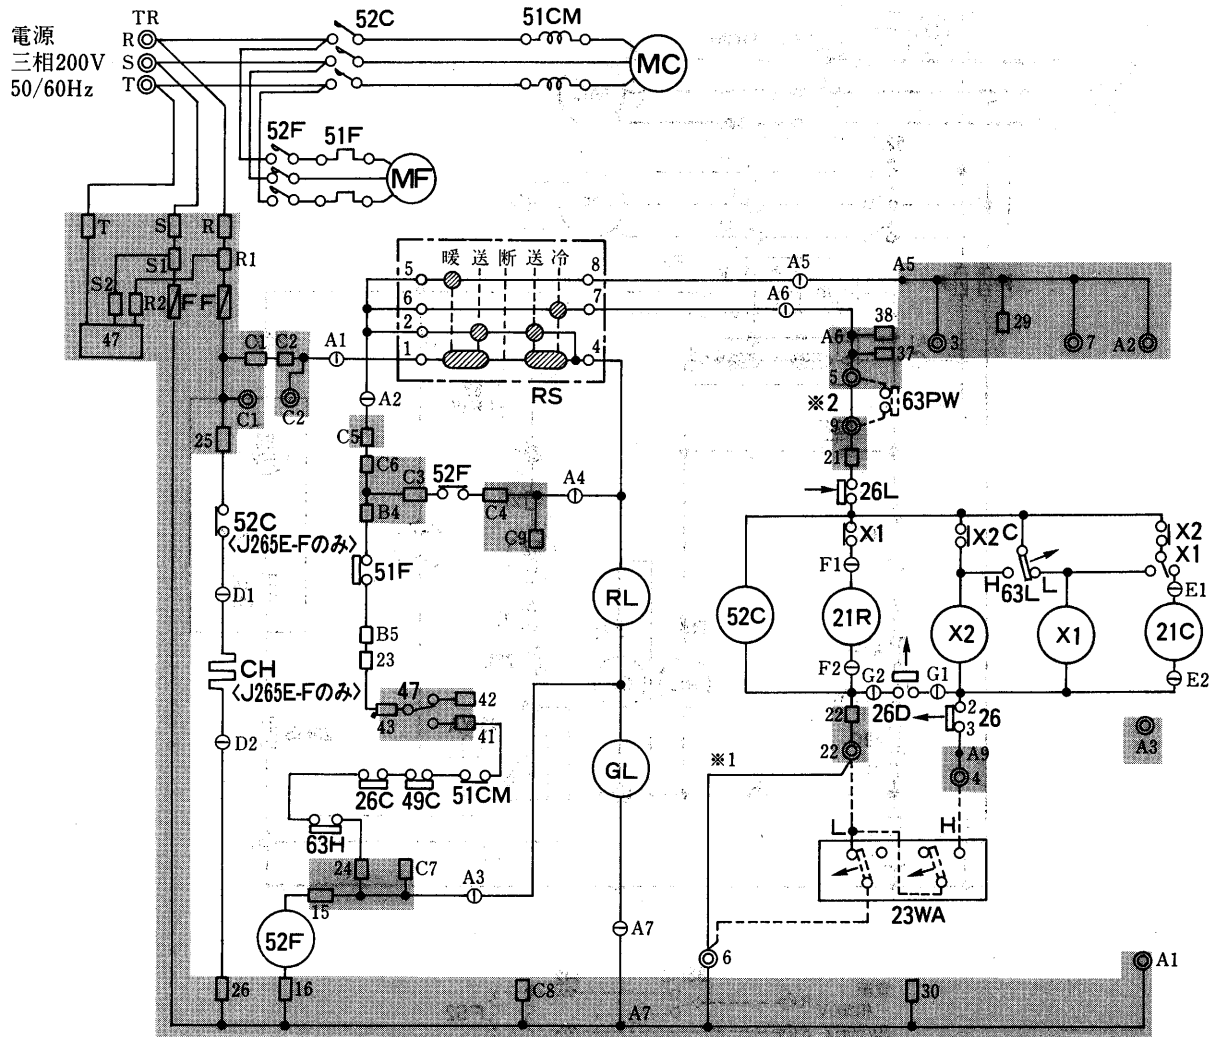 電源
三相200V
50/60Hz
TR
R
S
T
52C
51CM
MC
52F
51F
MF
T
S
R
S1
R1
S2
R2
F
F
47
暖 送 断 送 冷
5
8
6
7
2
1
4
RS
A5
A5
A6
A6
38
37
3
29
7
A2
5
※2
63PW
9
21
26L
C1
C2
A1
C1
C2
A2
25
C5
C6
C3
52F
C4
A4
B4
C9
52C
〈J265E-Fのみ〉
51F
D1
CH
〈J265E-Fのみ〉
D2
B5
23
47
42
43
41
26C
49C
51CM
63H
24
C7
A3
15
52F
RL
GL
A7
X1
X2
C
X2
X1
F1
H
63L
L
E1
52C
21R
X2
X1
21C
F2
G2
G1
E2
22
26D
2
26
3
22
A9
4
A3
※1
L
H
23WA
6
A1
26
16
C8
A7
30